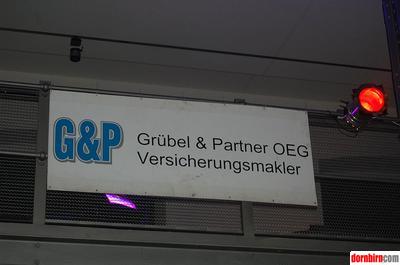 G&P
Grübel & Partner OEG
Versicherungsmakler
dornbirncom